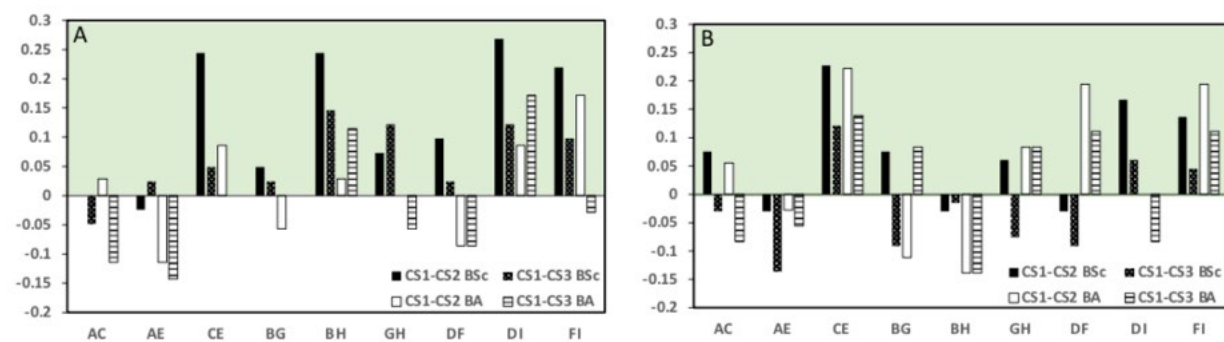 A
0.3
0.25
0.2
0.15
0.1
0.05
0
-0.05
-0.1
-0.15
-0.2
CS1-CS2 BSc CS1-CS3 BSc
CS1-CS2 BA CS1-CS3 BA
AC AE CE BG BH GH DF DI FI
B
0.3
0.25
0.2
0.15
0.1
0.05
0
-0.05
-0.1
-0.15
-0.2
CS1-CS2 BSc CS1-CS3 BSc
CS1-CS2 BA CS1-CS3 BA
AC AE CE BG BH GH DF DI FI